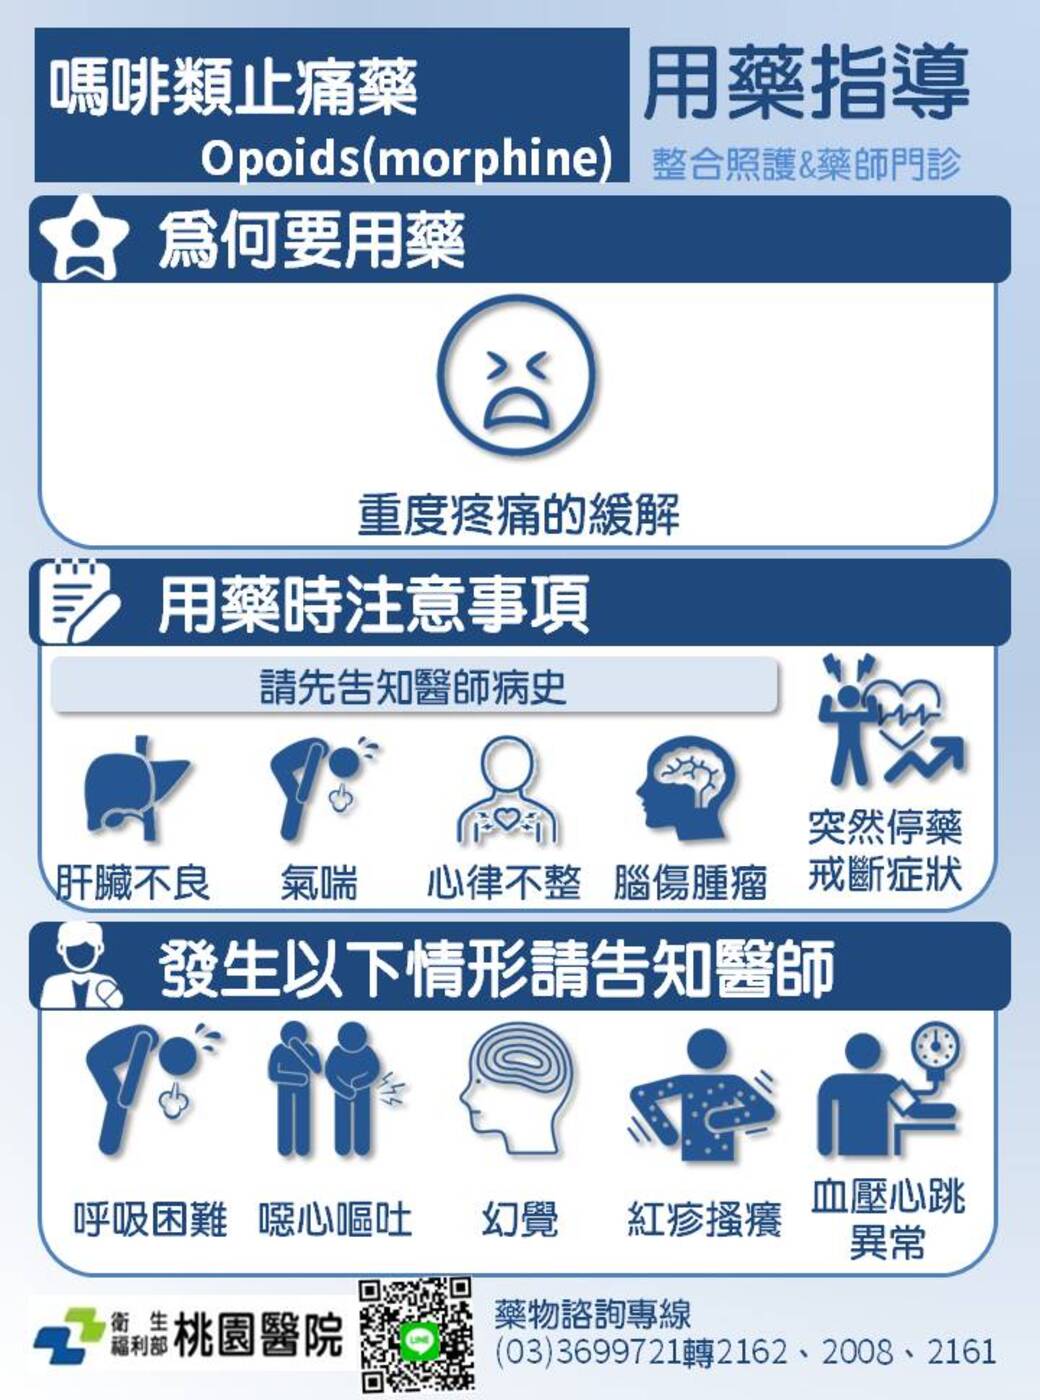 嗎啡類止痛藥
Opoids(morphine)
用藥指導
整合照護&藥師門診
為何要用藥
重度疼痛的緩解
用藥時注意事項
請先告知醫師病史
肝臟不良
氣喘
心律不整
腦傷腫瘤
突然停藥
戒斷症狀
發生以下情形請告知醫師
呼吸困難
噁心嘔吐
幻覺
紅疹搔癢
血壓心跳
異常
衛生
福利部
桃園醫院
LINE
藥物諮詢專線
(03)3699721轉2162、2008、2161